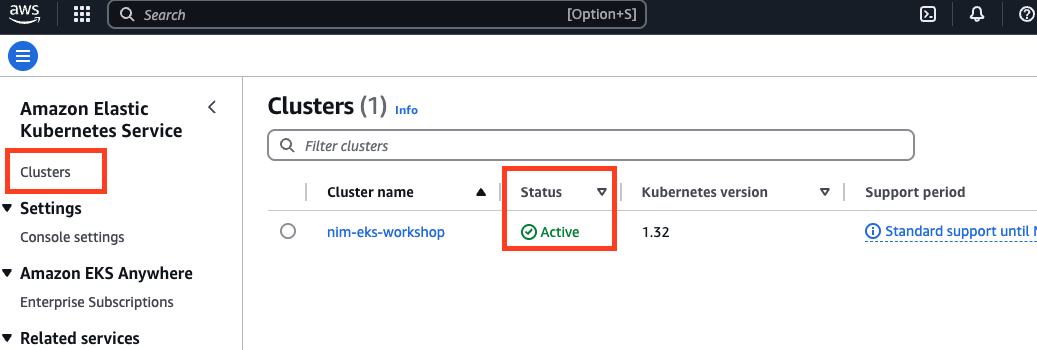 aws
Search [Option+S]
Amazon Elastic
Kubernetes Service
Clusters
Settings
Console settings
Amazon EKS Anywhere
Enterprise Subscriptions
Related services
Clusters (1) Info
Filter clusters
Cluster name Status Kubernetes version Support period
nim-eks-workshop Active 1.32 Standard support until